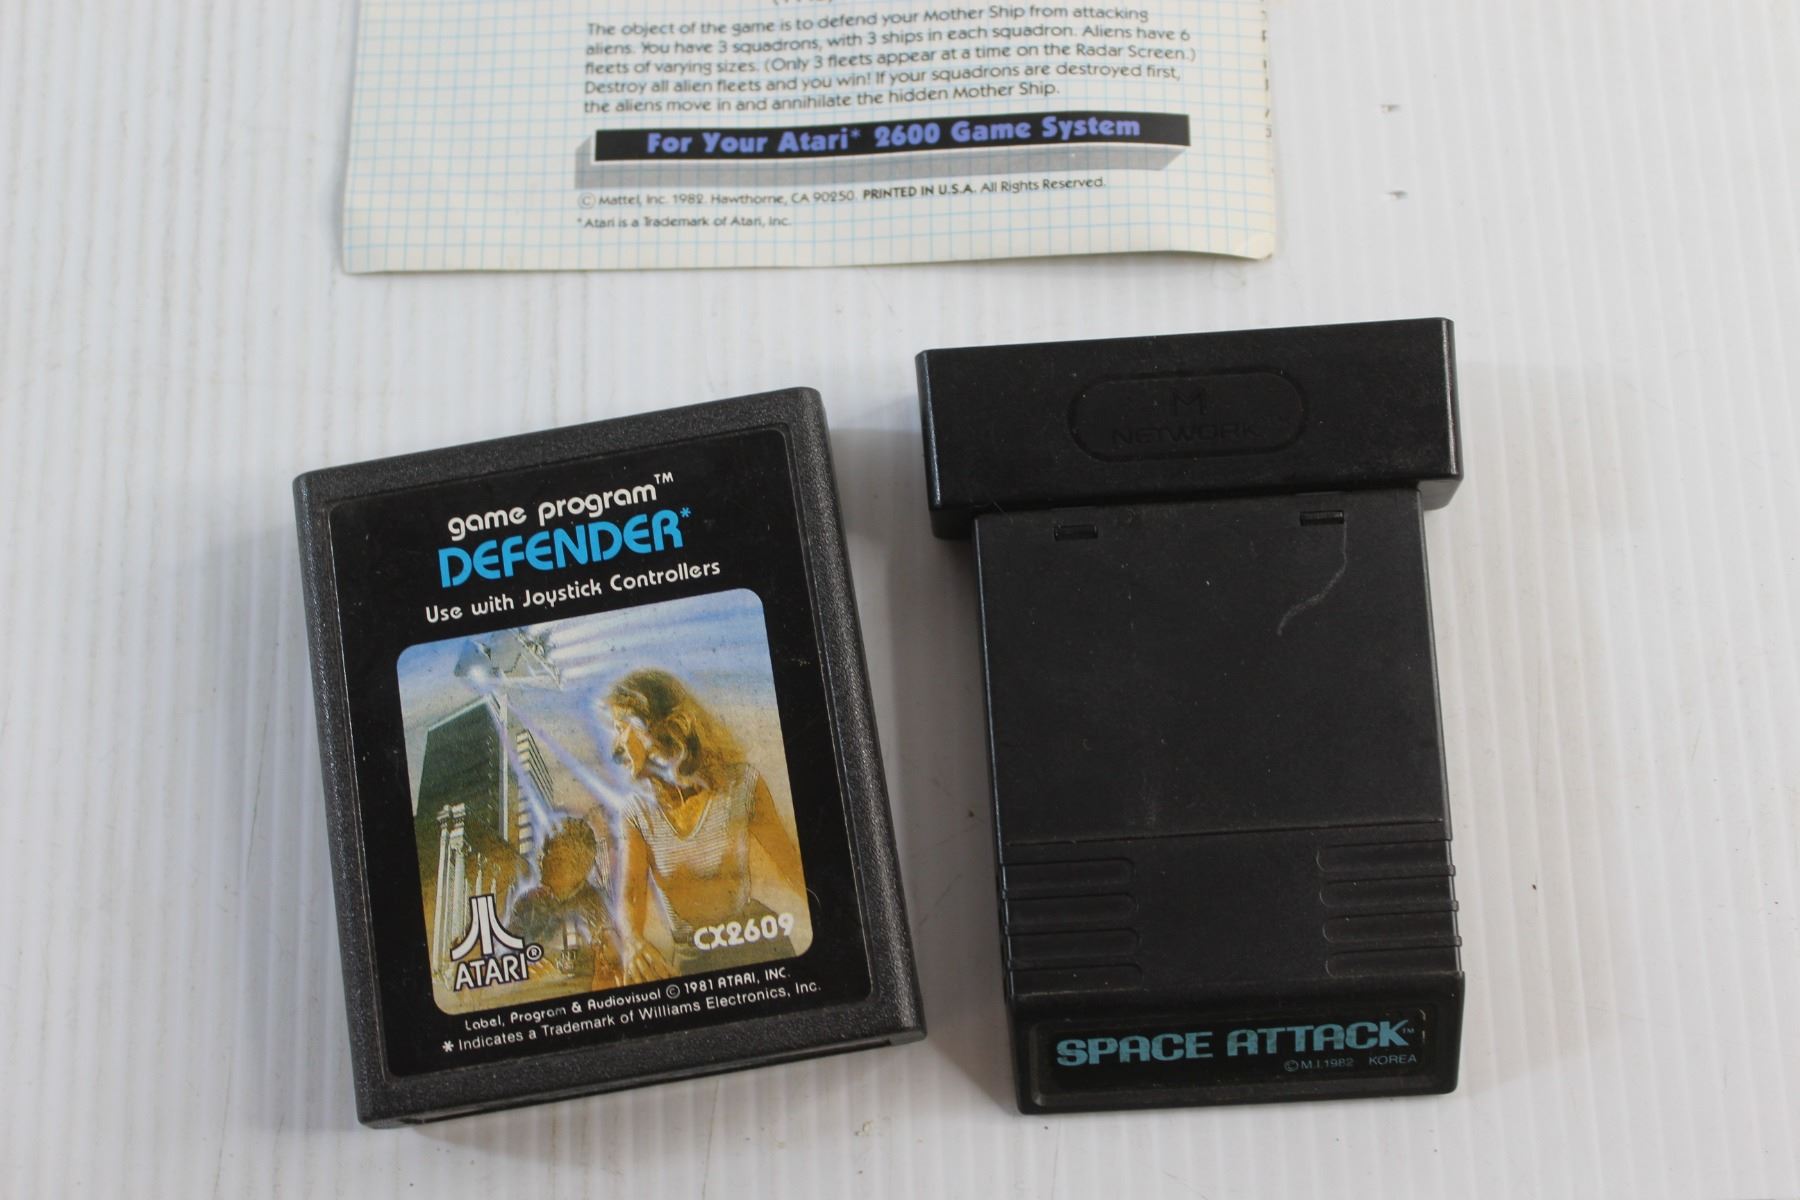 The object of the game is to defend your Mother Ship from attacking
aliens. You have 3 squadrons, with 3 ships in each squadron. Aliens have 6
fleets of varying sizes. (Only 3 fleets appear at a time on the Radar Screen.)
Destroy all alien fleets and you win! If your squadrons are destroyed first,
the aliens move in and annihilate the hidden Mother Ship.
For Your Atari* 2600 Game System
© Mattel, Inc. 1982. Hawthorne, CA 90250. PRINTED IN U.S.A. All Rights Reserved.
*Atari is a Trademark of Atari, Inc.
game program™
DEFENDER*
Use with Joystick Controllers
CX2609
ATARI®
Label, Program & Audiovisual © 1981 ATARI, INC.
* Indicates a Trademark of Williams Electronics, Inc.
M
NETWORK
SPACE ATTACK™
© M.I. 1982 KOREA